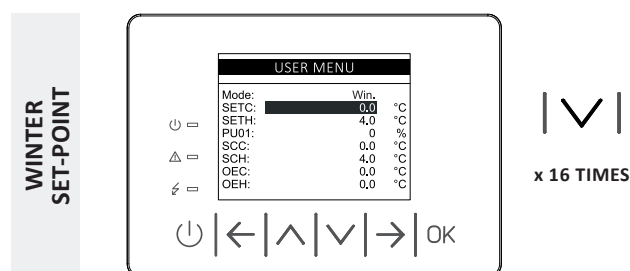 WINTER
SET-POINT
USER MENU
Mode: Win.
SETC: 0.0 °C
SETH: 4.0 °C
PU01: 0 %
SCC: 0.0 °C
SCH: 4.0 °C
OEC: 0.0 °C
OEH: 0.0 °C
OK
x 16 TIMES